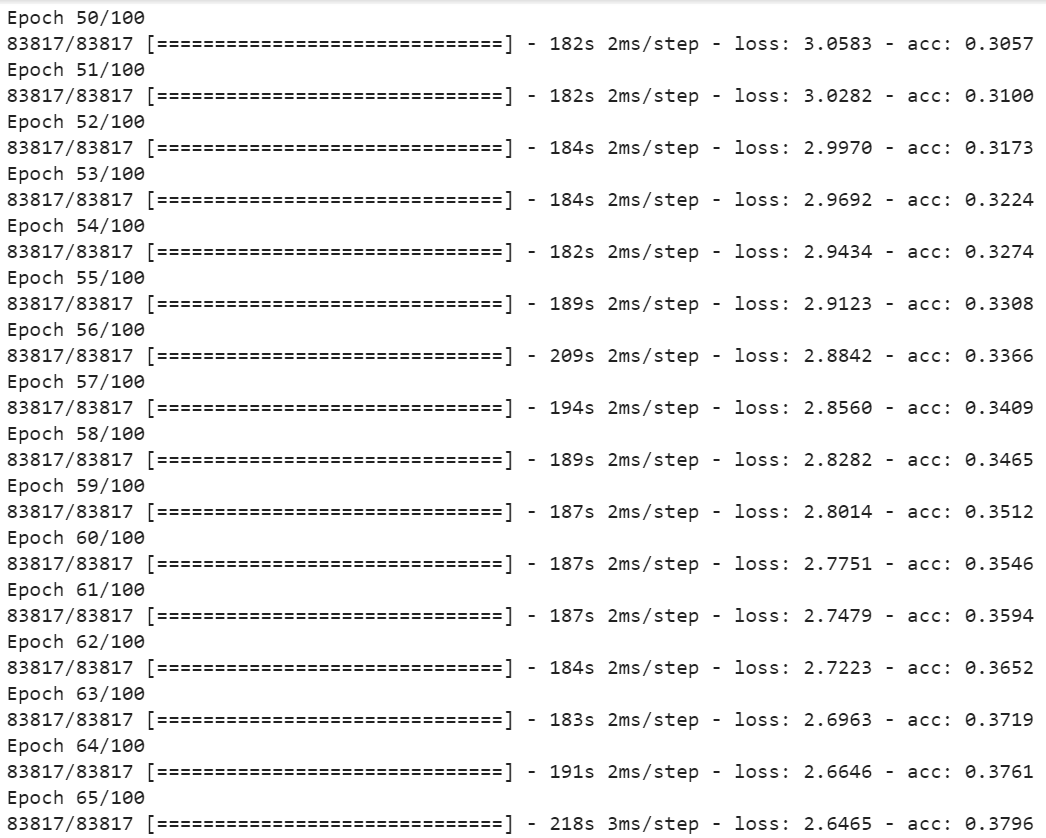 Epoch 50/100
83817/83817 [==============================] - 182s 2ms/step - loss: 3.0583 - acc: 0.3057
Epoch 51/100
83817/83817 [==============================] - 182s 2ms/step - loss: 3.0282 - acc: 0.3100
Epoch 52/100
83817/83817 [==============================] - 184s 2ms/step - loss: 2.9970 - acc: 0.3173
Epoch 53/100
83817/83817 [==============================] - 184s 2ms/step - loss: 2.9692 - acc: 0.3224
Epoch 54/100
83817/83817 [==============================] - 182s 2ms/step - loss: 2.9434 - acc: 0.3274
Epoch 55/100
83817/83817 [==============================] - 189s 2ms/step - loss: 2.9123 - acc: 0.3308
Epoch 56/100
83817/83817 [==============================] - 209s 2ms/step - loss: 2.8842 - acc: 0.3366
Epoch 57/100
83817/83817 [==============================] - 194s 2ms/step - loss: 2.8560 - acc: 0.3409
Epoch 58/100
83817/83817 [==============================] - 189s 2ms/step - loss: 2.8282 - acc: 0.3465
Epoch 59/100
83817/83817 [==============================] - 187s 2ms/step - loss: 2.8014 - acc: 0.3512
Epoch 60/100
83817/83817 [==============================] - 187s 2ms/step - loss: 2.7751 - acc: 0.3546
Epoch 61/100
83817/83817 [==============================] - 187s 2ms/step - loss: 2.7479 - acc: 0.3594
Epoch 62/100
83817/83817 [==============================] - 184s 2ms/step - loss: 2.7223 - acc: 0.3652
Epoch 63/100
83817/83817 [==============================] - 183s 2ms/step - loss: 2.6963 - acc: 0.3719
Epoch 64/100
83817/83817 [==============================] - 191s 2ms/step - loss: 2.6646 - acc: 0.3761
Epoch 65/100
83817/83817 [==============================] - 218s 3ms/step - loss: 2.6465 - acc: 0.3796